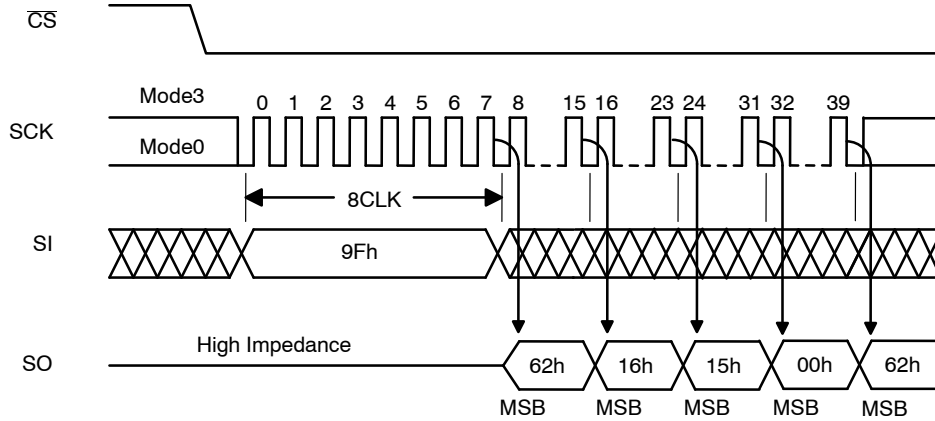 CS
Mode3
0 1 2 3 4 5 6 7 8 15 16 23 24 31 32 39
SCK
Mode0
8CLK
SI
9Fh
High Impedance
SO
62h 16h 15h 00h 62h
MSB MSB MSB MSB MSB